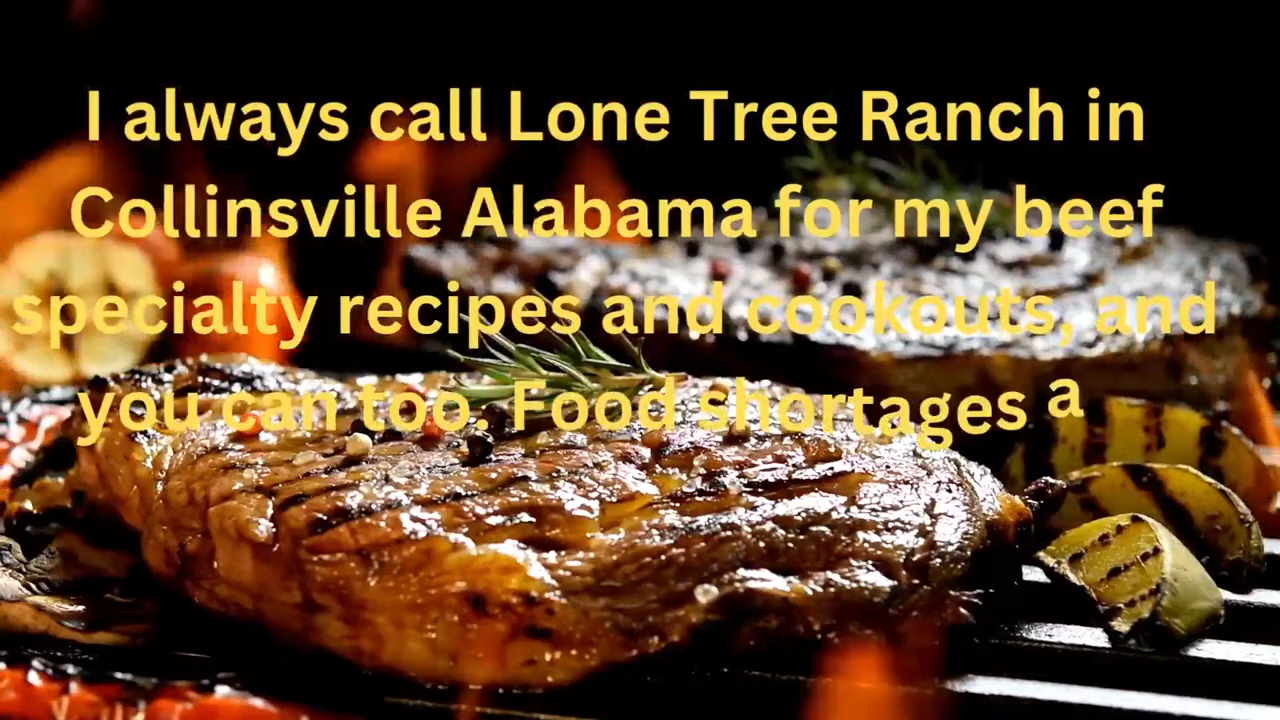 I always call Lone Tree Ranch in
Collinsville Alabama for my beef
specialty recipes and cookouts, and
you can too. Food shortages a